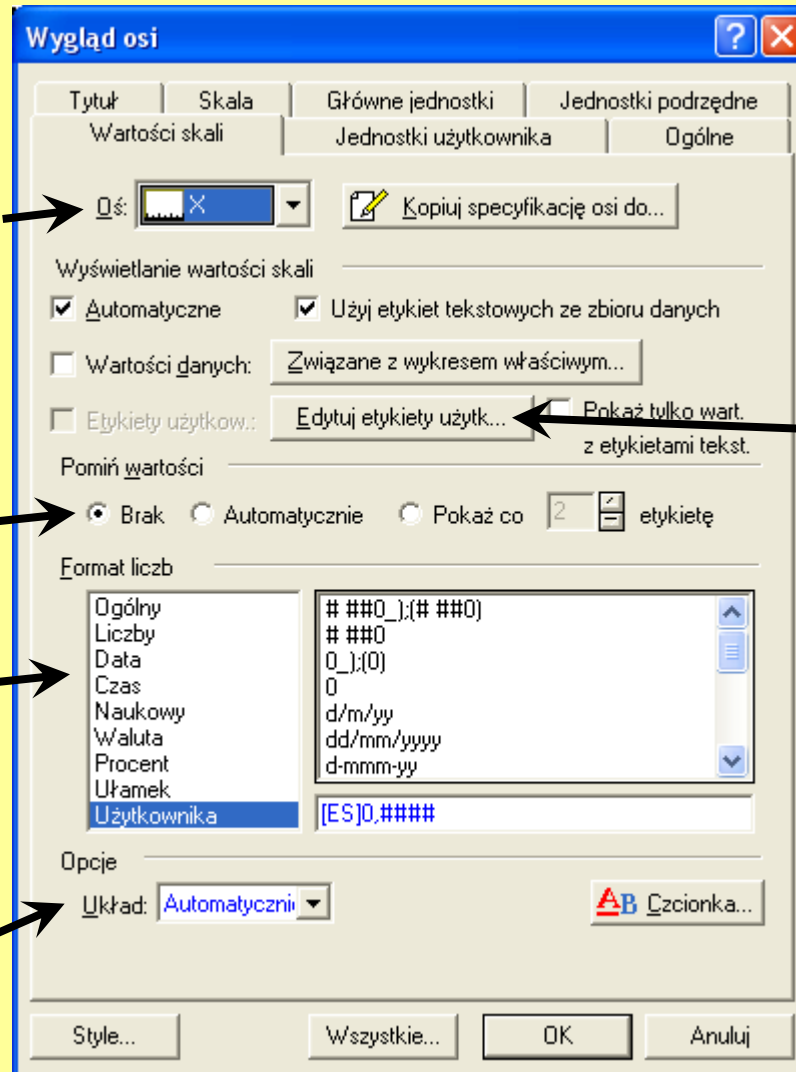 Wygląd osi
Tytuł Skala Główne jednostki Jednostki podrzędne
Wartości skali Jednostki użytkownika Ogólne
Oś: X Kopiuj specyfikację osi do...
Wyświetlanie wartości skali
Automatyczne Użyj etykiet tekstowych ze zbioru danych
Wartości danych: Związane z wykresem właściwym...
Etykiety użytkow.: Edytuj etykiety użytk... Pokaż tylko wart.
z etykietami tekst.
Pomiń wartości
Brak Automatycznie Pokaż co 2 etykietę
Format liczb
Ogólny
Liczby
Data
Czas
Naukowy
Waluta
Procent
Ułamek
Użytkownika
# ##0_);(# ##0)
# ##0
0_);(0)
0
d/m/yy
dd/mm/yyyy
d-mmm-yy
[ES]0,####
Opcje
Układ: Automatyczni AB Czcionka...
Style... Wszystkie... OK Anuluj